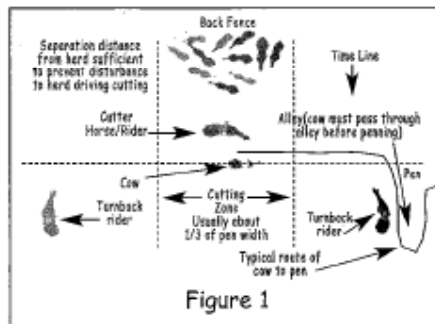 Back Fence
Separation distance
from herd sufficient
to prevent disturbance
to herd driving cutting
Time Line
Cutter
Horse/Rider
Alley(cow must pass through
alley before penning)
Cow
Pen
Turnback
rider
Cutting
Zone
Usually about
1/3 of pen width
Turnback
rider
Typical route of
cow to pen
Figure 1